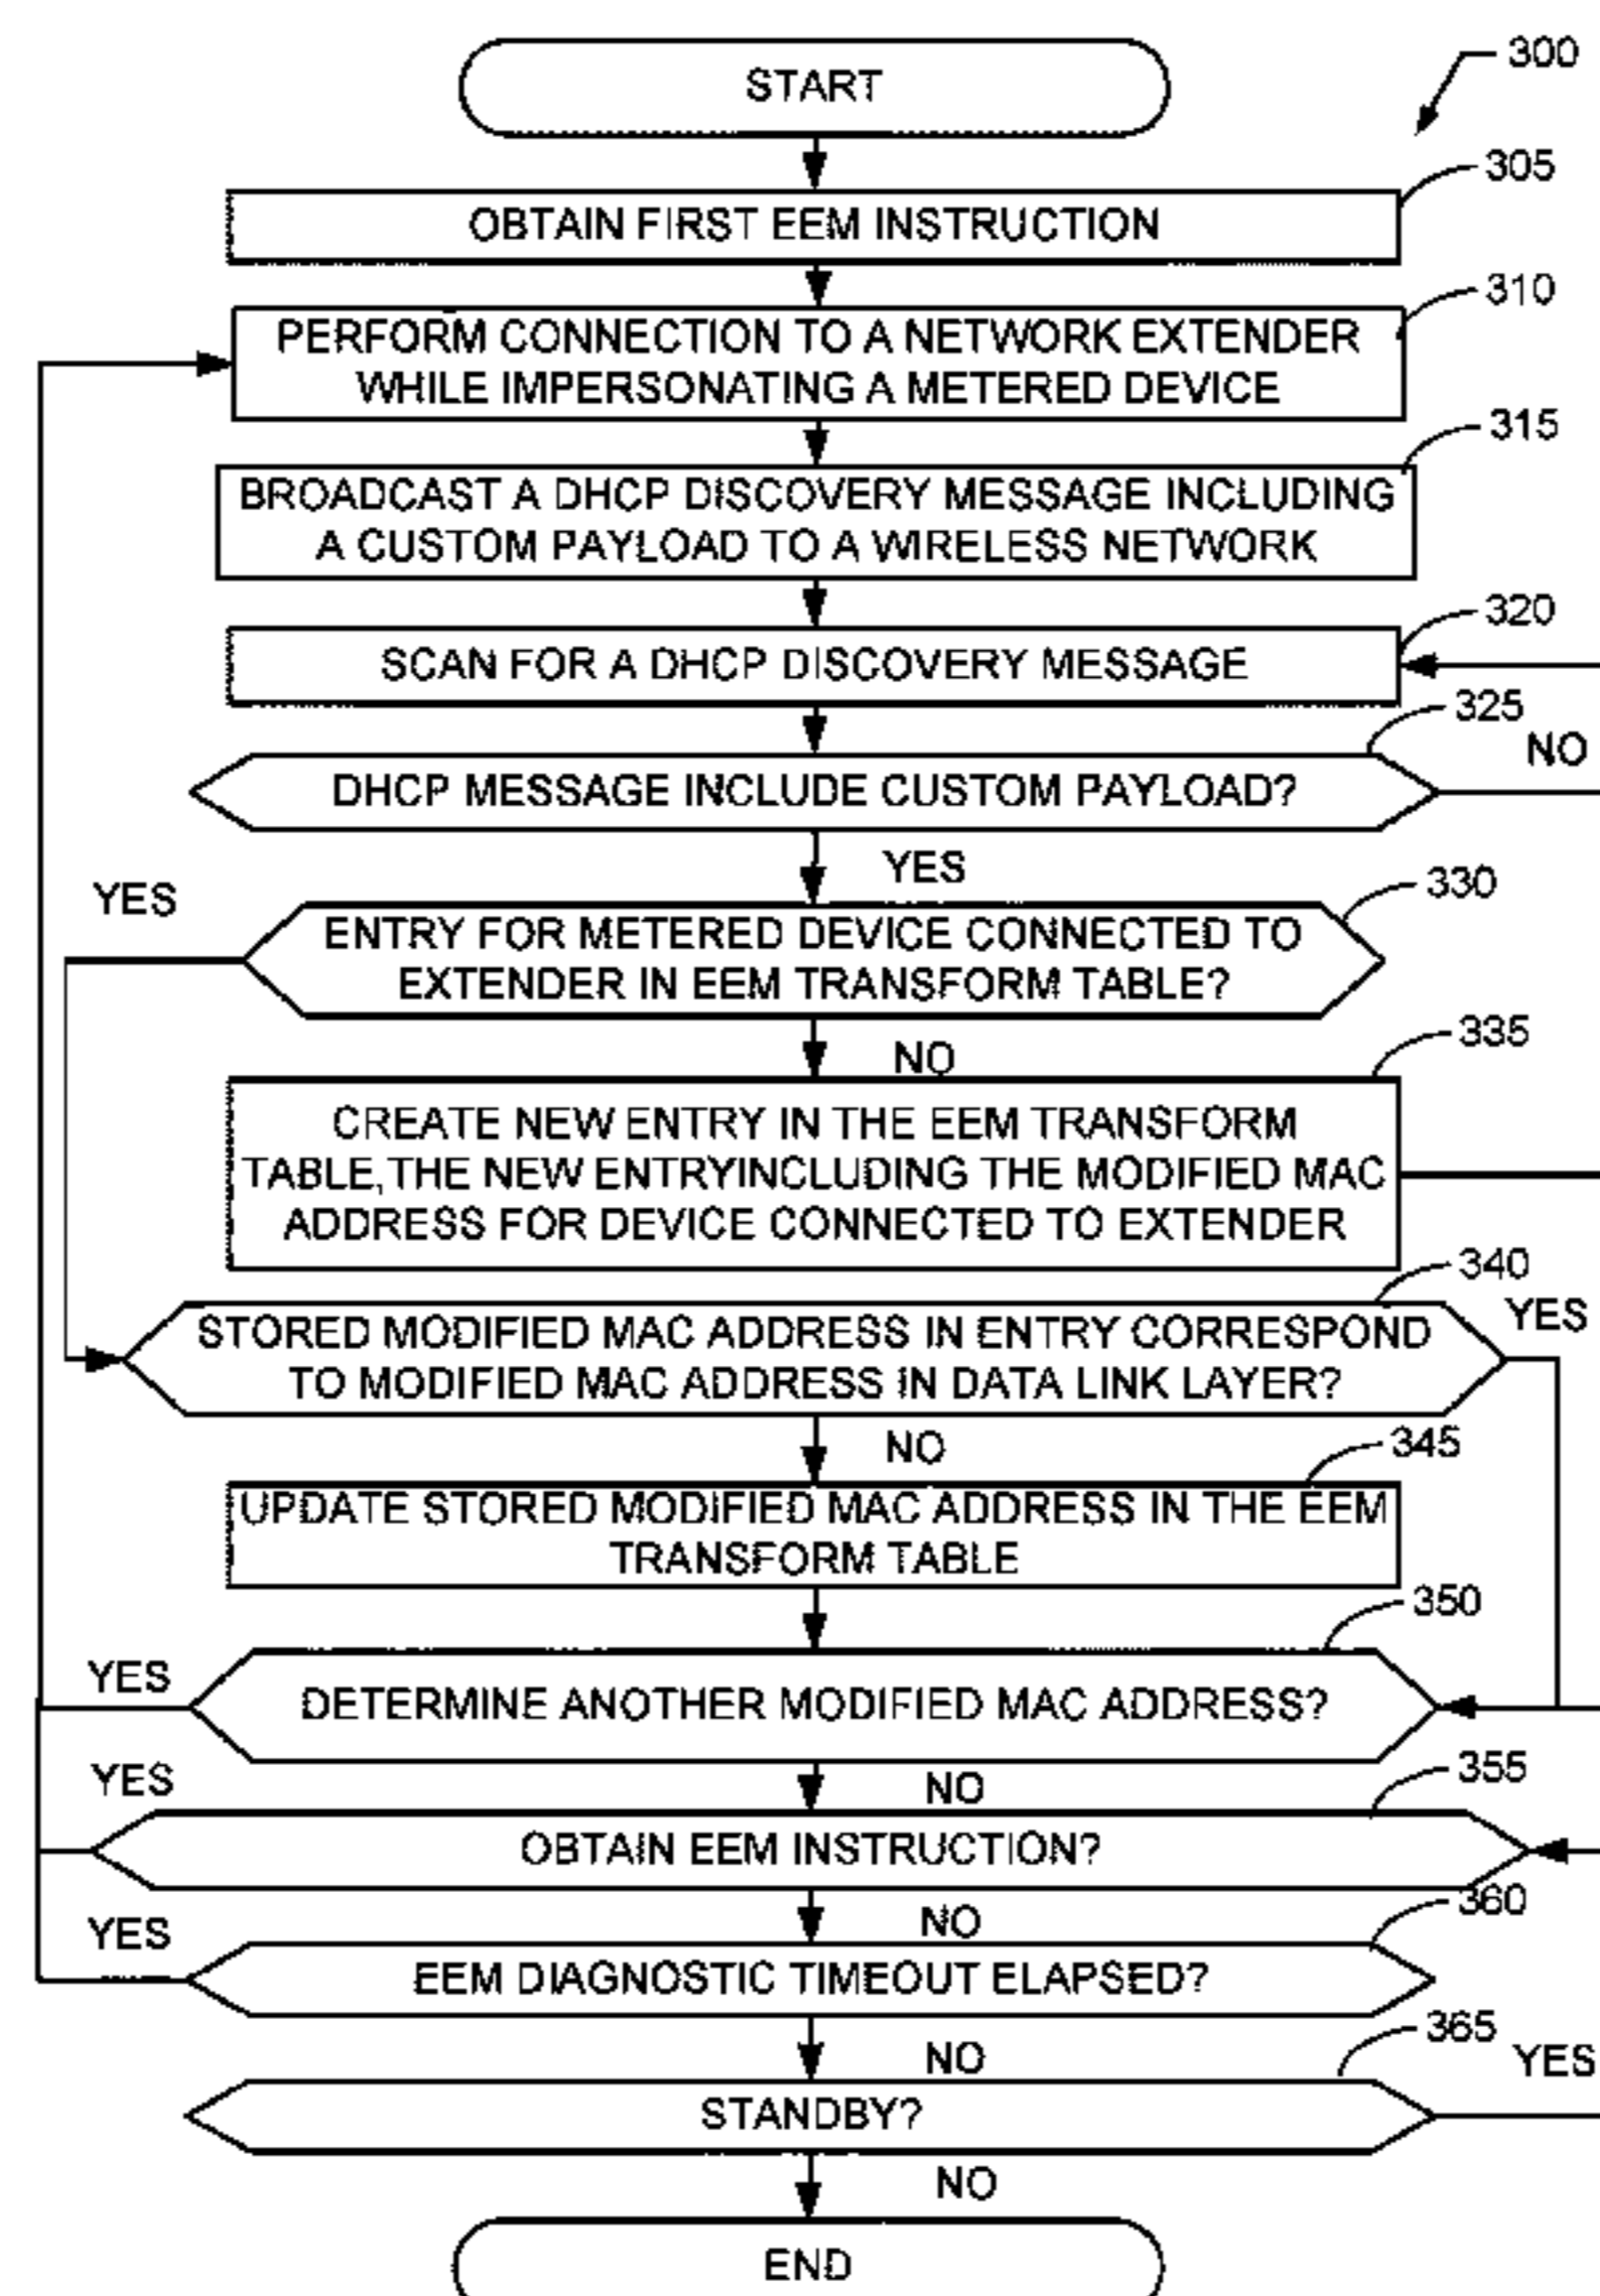 START
300
305
OBTAIN FIRST EEM INSTRUCTION
310
PERFORM CONNECTION TO A NETWORK EXTENDER
WHILE IMPERSONATING A METERED DEVICE
315
BROADCAST A DHCP DISCOVERY MESSAGE INCLUDING
A CUSTOM PAYLOAD TO A WIRELESS NETWORK
320
SCAN FOR A DHCP DISCOVERY MESSAGE
325
NO
DHCP MESSAGE INCLUDE CUSTOM PAYLOAD?
YES
YES
330
ENTRY FOR METERED DEVICE CONNECTED TO
EXTENDER IN EEM TRANSFORM TABLE?
NO
335
CREATE NEW ENTRY IN THE EEM TRANSFORM
TABLE, THE NEW ENTRYINCLUDING THE MODIFIED MAC
ADDRESS FOR DEVICE CONNECTED TO EXTENDER
340
YES
STORED MODIFIED MAC ADDRESS IN ENTRY CORRESPOND
TO MODIFIED MAC ADDRESS IN DATA LINK LAYER?
NO
345
UPDATE STORED MODIFIED MAC ADDRESS IN THE EEM
TRANSFORM TABLE
350
YES
DETERMINE ANOTHER MODIFIED MAC ADDRESS?
YES
NO
355
OBTAIN EEM INSTRUCTION?
360
YES
NO
EEM DIAGNOSTIC TIMEOUT ELAPSED?
365
NO
YES
STANDBY?
NO
END